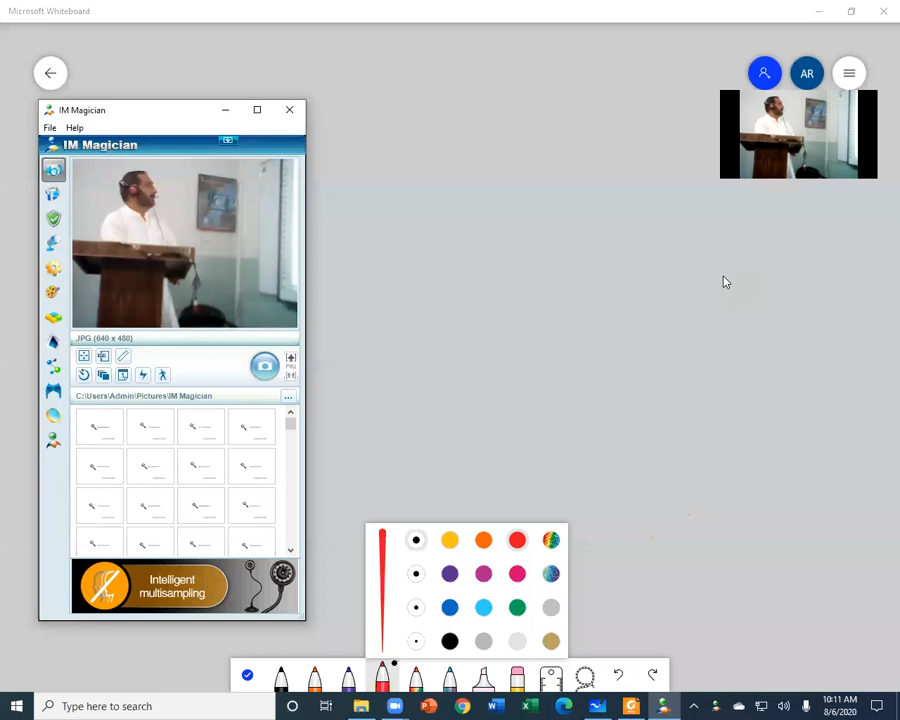 Microsoft Whiteboard
AR
IM Magician
File Help
IM Magician
JPG (640 x 480)
FULL
C:\Users\Admin\Pictures\IM Magician
...
Intelligent
multisampling
Type here to search
10:11 AM
8/6/2020